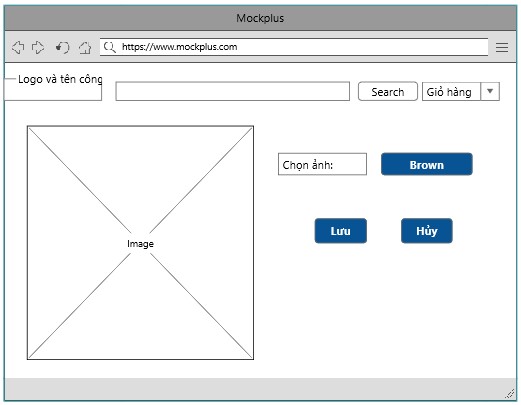 Mockplus
https://www.mockplus.com
Logo và tên công
Search
Giỏ hàng
Chọn ảnh:
Brown
Image
Lưu
Hủy